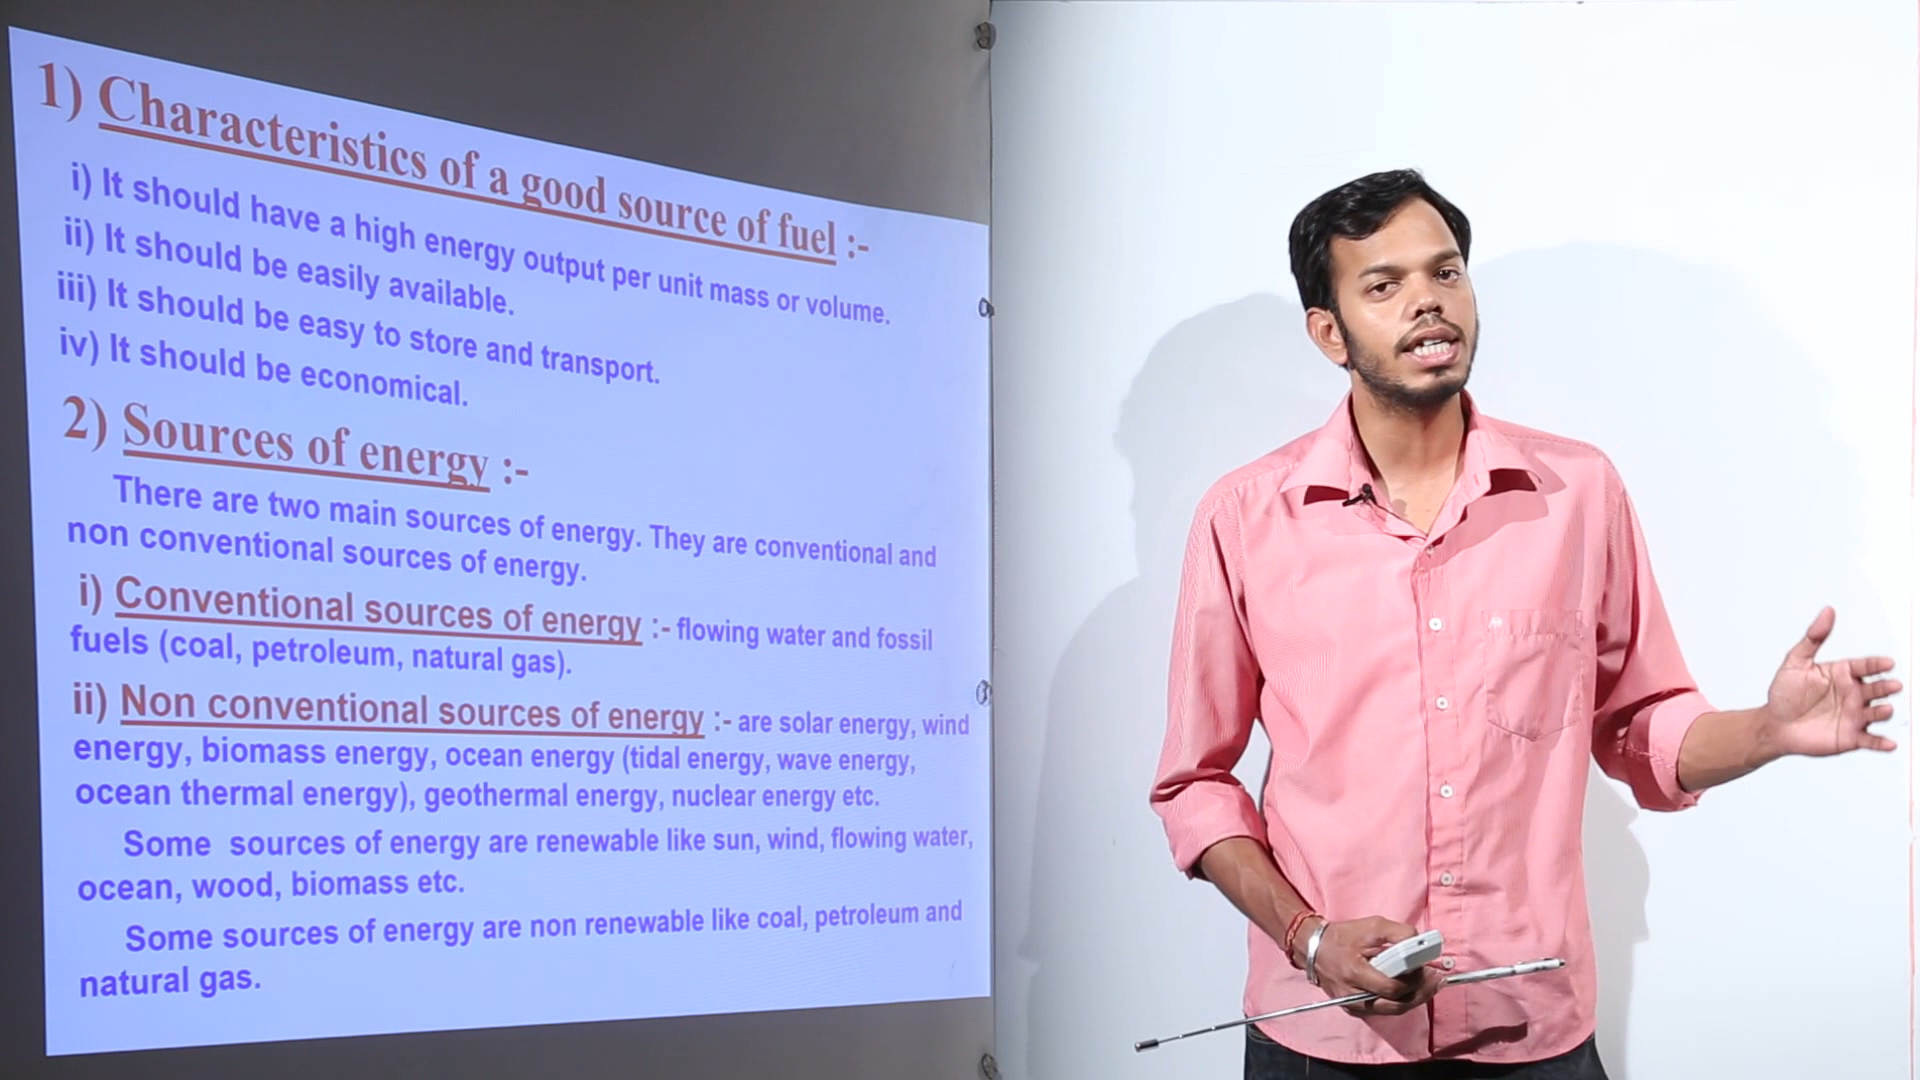 1) Characteristics of a good source of fuel :-
i) It should have a high energy output per unit mass or volume.
ii) It should be easily available.
iii) It should be easy to store and transport.
iv) It should be economical.
2) Sources of energy :-
There are two main sources of energy. They are conventional and
non conventional sources of energy.
i) Conventional sources of energy :- flowing water and fossil
fuels (coal, petroleum, natural gas).
ii) Non conventional sources of energy :- are solar energy, wind
energy, biomass energy, ocean energy (tidal energy, wave energy,
ocean thermal energy), geothermal energy, nuclear energy etc.
Some sources of energy are renewable like sun, wind, flowing water,
ocean, wood, biomass etc.
Some sources of energy are non renewable like coal, petroleum and
natural gas.